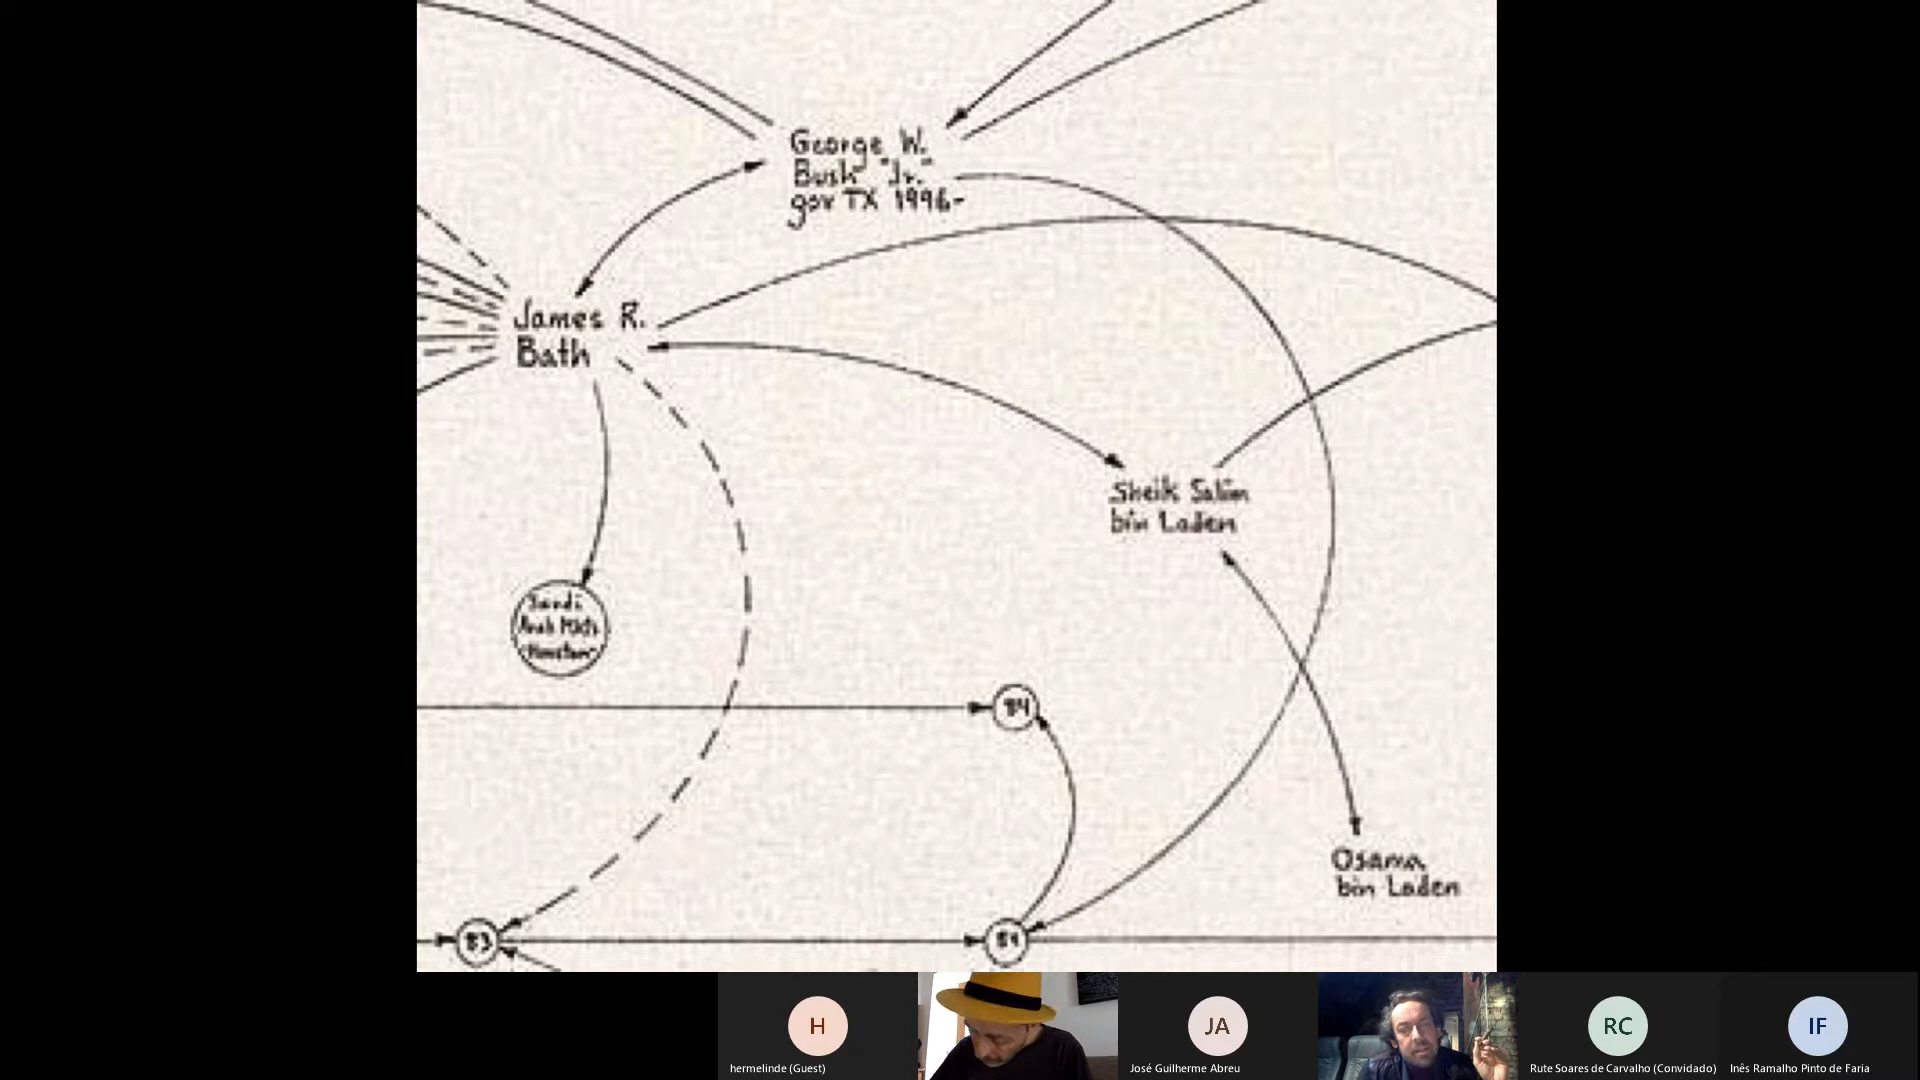 George W.
Bush "Jr."
gov TX 1996-
James R.
Bath
Sheik Salim
bin Laden
Saudi
Houston
84
Osama
bin Laden
83
84
H
JA
RC
IF
hermelinde (Guest)
José Guilherme Abreu
Rute Soares de Carvalho (Convidado)
Inês Ramalho Pinto de Faria